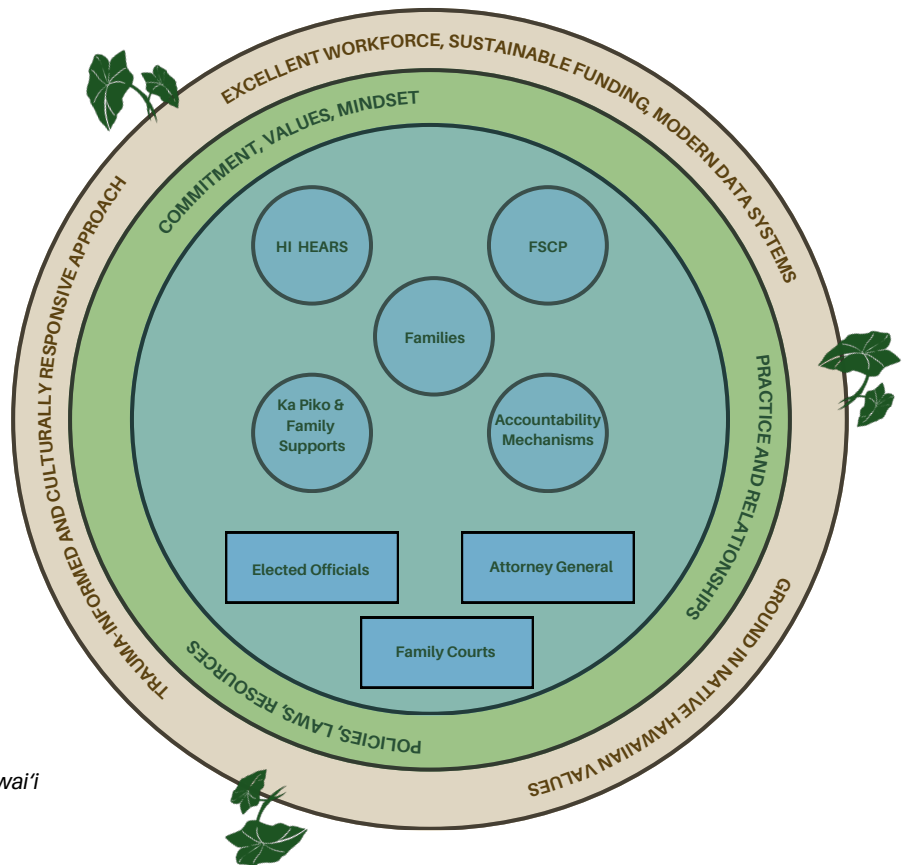 EXCELLENT WORKFORCE, SUSTAINABLE FUNDING, MODERN DATA SYSTEMS
COMMITMENT, VALUES, MINDSET
TRAUMA-INFORMED AND CULTURALLY RESPONSIVE APPROACH
HI HEARS
FSCP
Families
Ka Piko &
Family
Supports
Accountability
Mechanisms
PRACTICE AND RELATIONSHIPS
Elected Officials
Attorney General
Family Courts
POLICIES, LAWS, RESOURCES
GROUND IN NATIVE HAWAIIAN VALUES
waiʻi